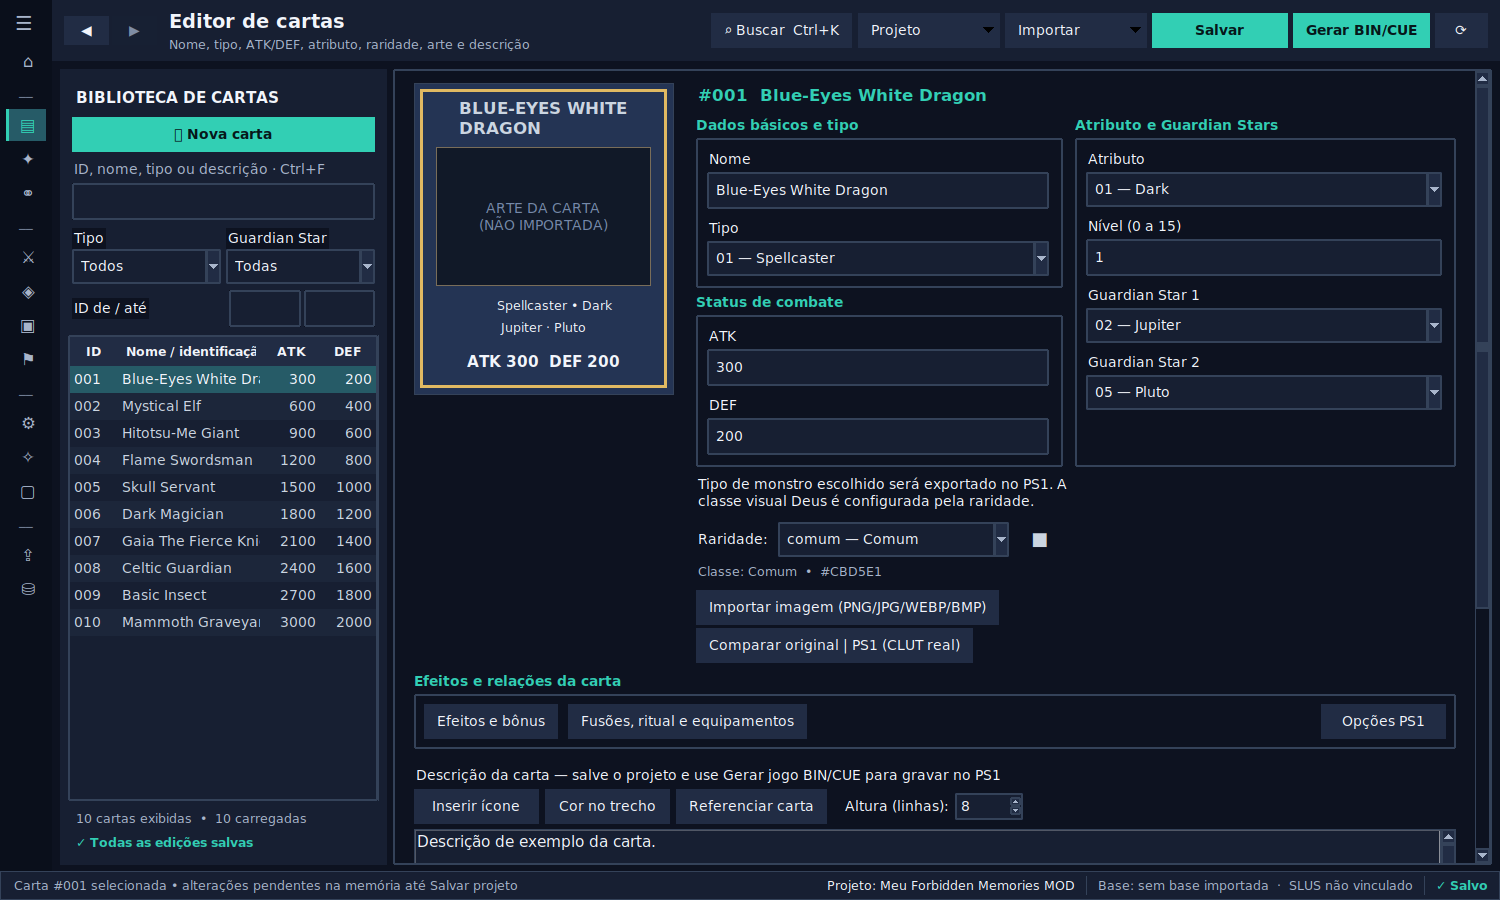 Editor de cartas
Nome, tipo, ATK/DEF, atributo, raridade, arte e descrição
Buscar Ctrl+K
Projeto
Importar
Salvar
Gerar BIN/CUE
BIBLIOTECA DE CARTAS
Nova carta
ID, nome, tipo ou descrição · Ctrl+F
Tipo
Guardian Star
Todos
Todas
ID de / até
ID Nome / identificaçã ATK DEF
001 Blue-Eyes White Dra 300 200
002 Mystical Elf 600 400
003 Hitotsu-Me Giant 900 600
004 Flame Swordsman 1200 800
005 Skull Servant 1500 1000
006 Dark Magician 1800 1200
007 Gaia The Fierce Kni 2100 1400
008 Celtic Guardian 2400 1600
009 Basic Insect 2700 1800
010 Mammoth Graveyar 3000 2000
10 cartas exibidas • 10 carregadas
✓ Todas as edições salvas
BLUE-EYES WHITE
DRAGON
ARTE DA CARTA
(NÃO IMPORTADA)
Spellcaster • Dark
Jupiter · Pluto
ATK 300 DEF 200
#001 Blue-Eyes White Dragon
Dados básicos e tipo
Nome
Blue-Eyes White Dragon
Tipo
01 — Spellcaster
Status de combate
ATK
300
DEF
200
Atributo e Guardian Stars
Atributo
01 — Dark
Nível (0 a 15)
1
Guardian Star 1
02 — Jupiter
Guardian Star 2
05 — Pluto
Tipo de monstro escolhido será exportado no PS1. A
classe visual Deus é configurada pela raridade.
Raridade:
comum — Comum
Classe: Comum • #CBD5E1
Importar imagem (PNG/JPG/WEBP/BMP)
Comparar original | PS1 (CLUT real)
Efeitos e relações da carta
Efeitos e bônus
Fusões, ritual e equipamentos
Opções PS1
Descrição da carta — salve o projeto e use Gerar jogo BIN/CUE para gravar no PS1
Inserir ícone
Cor no trecho
Referenciar carta
Altura (linhas):
8
Descrição de exemplo da carta.
Carta #001 selecionada • alterações pendentes na memória até Salvar projeto
Projeto: Meu Forbidden Memories MOD
Base: sem base importada · SLUS não vinculado
✓ Salvo